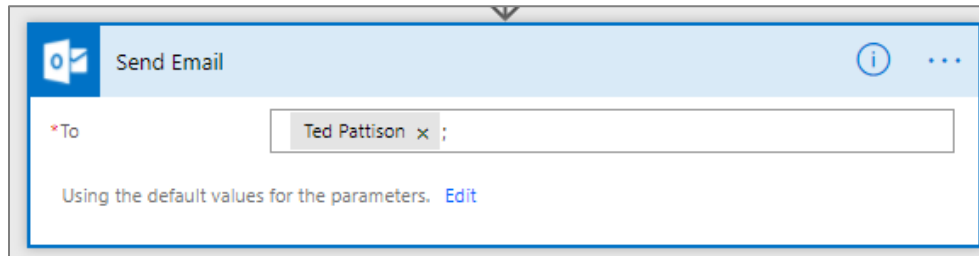 Send Email
*To Ted Pattison × ;
Using the default values for the parameters. Edit